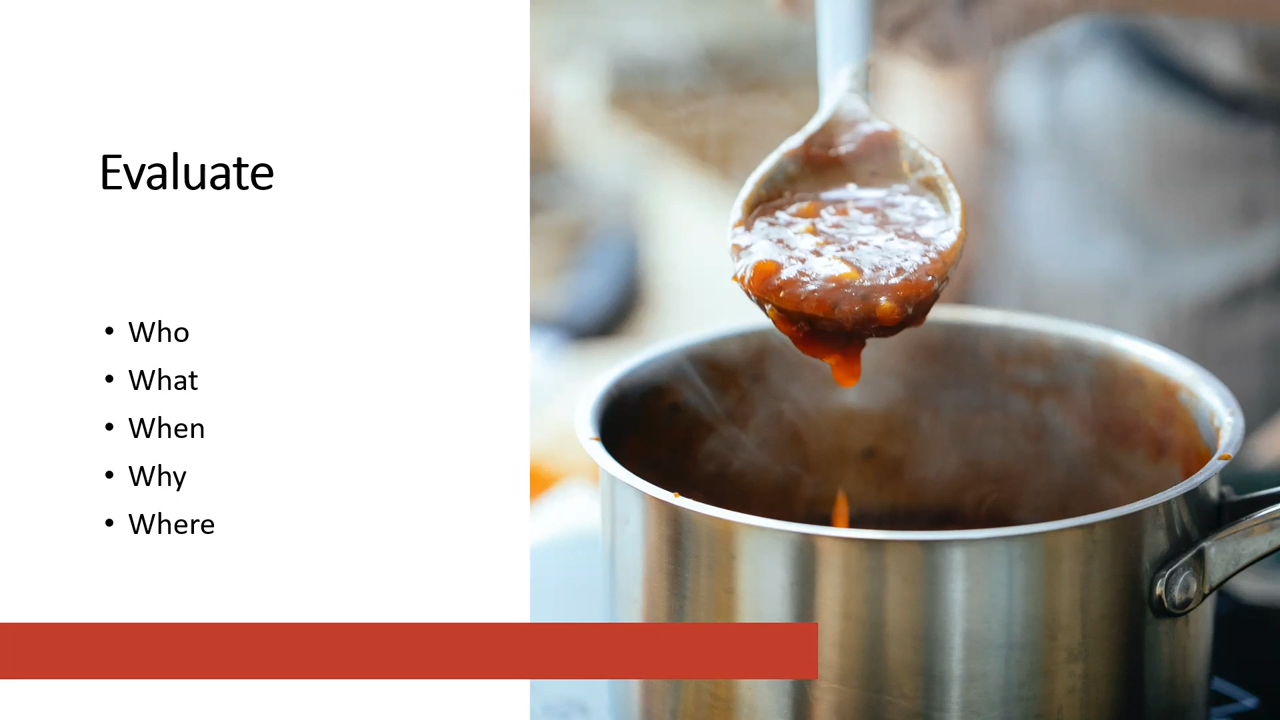 Evaluate
• Who
• What
• When
• Why
• Where